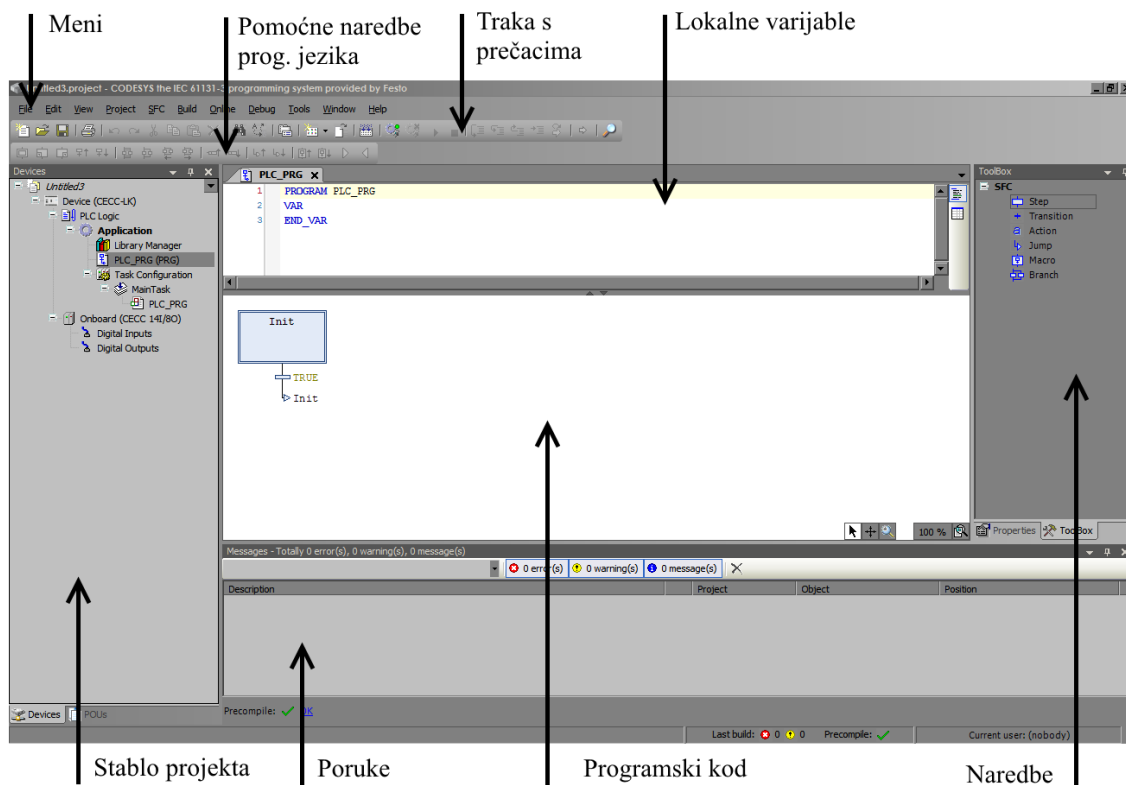 Meni
Pomoćne naredbe
prog. jezika
Traka s
prečacima
Lokalne varijable
Untitled3.project - CODESYS the IEC 61131-3 programming system provided by Festo
File Edit View Project SFC Build Online Debug Tools Window Help
Devices
Untitled3
Device (CECC-LK)
PLC Logic
Application
Library Manager
PLC_PRG (PRG)
Task Configuration
MainTask
PLC_PRG
Onboard (CECC 14I/8O)
Digital Inputs
Digital Outputs
Devices POUs
PLC_PRG
1 PROGRAM PLC_PRG
2 VAR
3 END_VAR
Init
TRUE
Init
100 %
ToolBox
SFC
Step
Transition
Action
Jump
Macro
Branch
Properties ToolBox
Messages - Totally 0 error(s), 0 warning(s), 0 message(s)
0 error(s) 0 warning(s) 0 message(s)
Description Project Object Position
Precompile: OK
Last build: 0 0 Precompile: Current user: (nobody)
Stablo projekta
Poruke
Programski kod
Naredbe